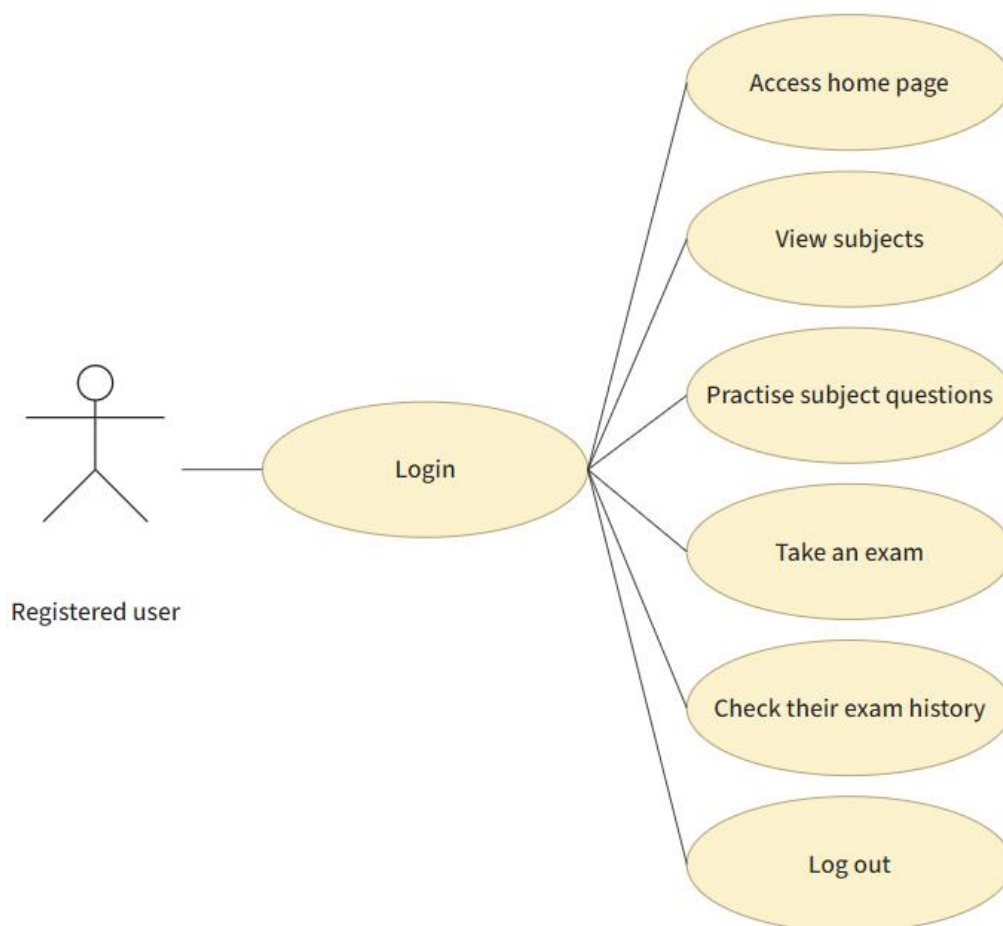 Access home page
View subjects
Practise subject questions
Login
Take an exam
Registered user
Check their exam history
Log out